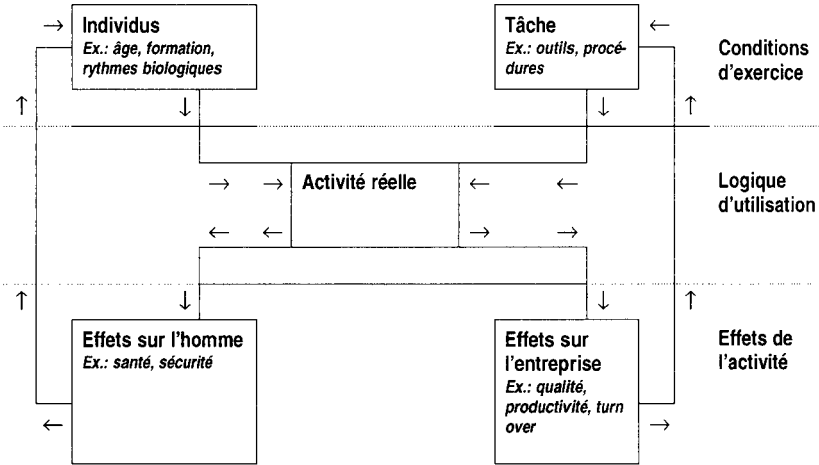 Individus
Ex.: âge, formation,
rythmes biologiques
Tâche
Ex.: outils, procé-
dures
Conditions
d'exercice
Activité réelle
Logique
d'utilisation
Effets sur l'homme
Ex.: santé, sécurité
Effets sur
l'entreprise
Ex.: qualité,
productivité, turn
over
Effets de
l'activité